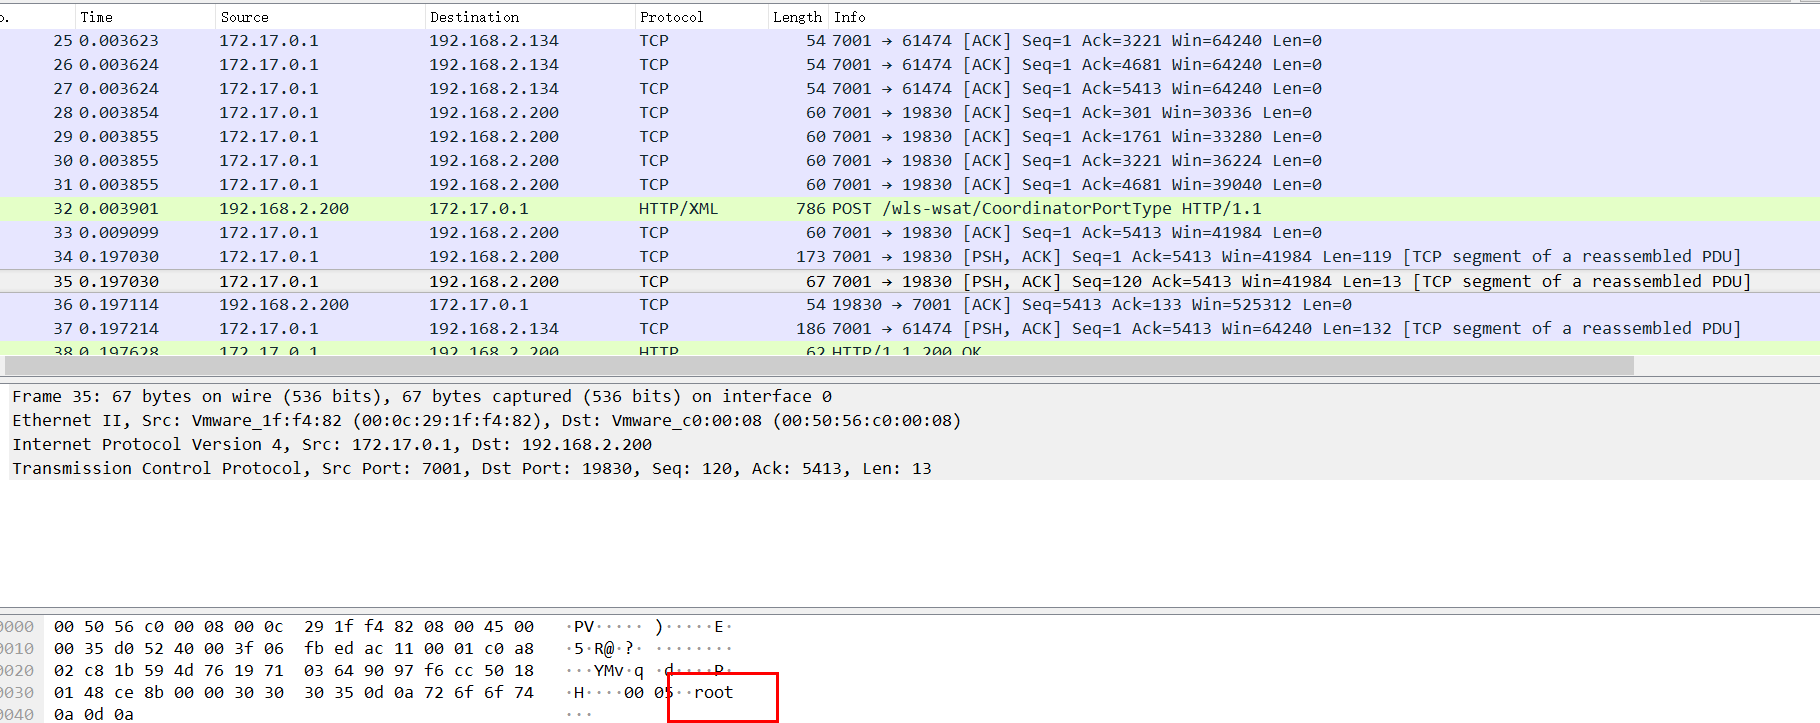 o. Time Source Destination Protocol Length Info
25 0.003623 172.17.0.1 192.168.2.134 TCP 54 7001 → 61474 [ACK] Seq=1 Ack=3221 Win=64240 Len=0
26 0.003624 172.17.0.1 192.168.2.134 TCP 54 7001 → 61474 [ACK] Seq=1 Ack=4681 Win=64240 Len=0
27 0.003624 172.17.0.1 192.168.2.134 TCP 54 7001 → 61474 [ACK] Seq=1 Ack=5413 Win=64240 Len=0
28 0.003854 172.17.0.1 192.168.2.200 TCP 60 7001 → 19830 [ACK] Seq=1 Ack=301 Win=30336 Len=0
29 0.003855 172.17.0.1 192.168.2.200 TCP 60 7001 → 19830 [ACK] Seq=1 Ack=1761 Win=33280 Len=0
30 0.003855 172.17.0.1 192.168.2.200 TCP 60 7001 → 19830 [ACK] Seq=1 Ack=3221 Win=36224 Len=0
31 0.003855 172.17.0.1 192.168.2.200 TCP 60 7001 → 19830 [ACK] Seq=1 Ack=4681 Win=39040 Len=0
32 0.003901 192.168.2.200 172.17.0.1 HTTP/XML 786 POST /wls-wsat/CoordinatorPortType HTTP/1.1
33 0.009099 172.17.0.1 192.168.2.200 TCP 60 7001 → 19830 [ACK] Seq=1 Ack=5413 Win=41984 Len=0
34 0.197030 172.17.0.1 192.168.2.200 TCP 173 7001 → 19830 [PSH, ACK] Seq=1 Ack=5413 Win=41984 Len=119 [TCP segment of a reassembled PDU]
35 0.197030 172.17.0.1 192.168.2.200 TCP 67 7001 → 19830 [PSH, ACK] Seq=120 Ack=5413 Win=41984 Len=13 [TCP segment of a reassembled PDU]
36 0.197114 192.168.2.200 172.17.0.1 TCP 54 19830 → 7001 [ACK] Seq=5413 Ack=133 Win=525312 Len=0
37 0.197214 172.17.0.1 192.168.2.134 TCP 186 7001 → 61474 [PSH, ACK] Seq=1 Ack=5413 Win=64240 Len=132 [TCP segment of a reassembled PDU]
38 0.197628 172.17.0.1 192.168.2.200 HTTP 62 HTTP/1.1 200 OK
Frame 35: 67 bytes on wire (536 bits), 67 bytes captured (536 bits) on interface 0
Ethernet II, Src: Vmware_1f:f4:82 (00:0c:29:1f:f4:82), Dst: Vmware_c0:00:08 (00:50:56:c0:00:08)
Internet Protocol Version 4, Src: 172.17.0.1, Dst: 192.168.2.200
Transmission Control Protocol, Src Port: 7001, Dst Port: 19830, Seq: 120, Ack: 5413, Len: 13
0000 00 50 56 c0 00 08 00 0c 29 1f f4 82 08 00 45 00 ·PV····· )·····E·
0010 00 35 d0 52 40 00 3f 06 fb ed ac 11 00 01 c0 a8 ·5·R@·?· ········
0020 02 c8 1b 59 4d 76 19 71 03 64 90 97 f6 cc 50 18 ···YMv·q ·d····P·
0030 01 48 ce 8b 00 00 30 30 30 35 0d 0a 72 6f 6f 74 ·H····00 05··root
0040 0a 0d 0a ···